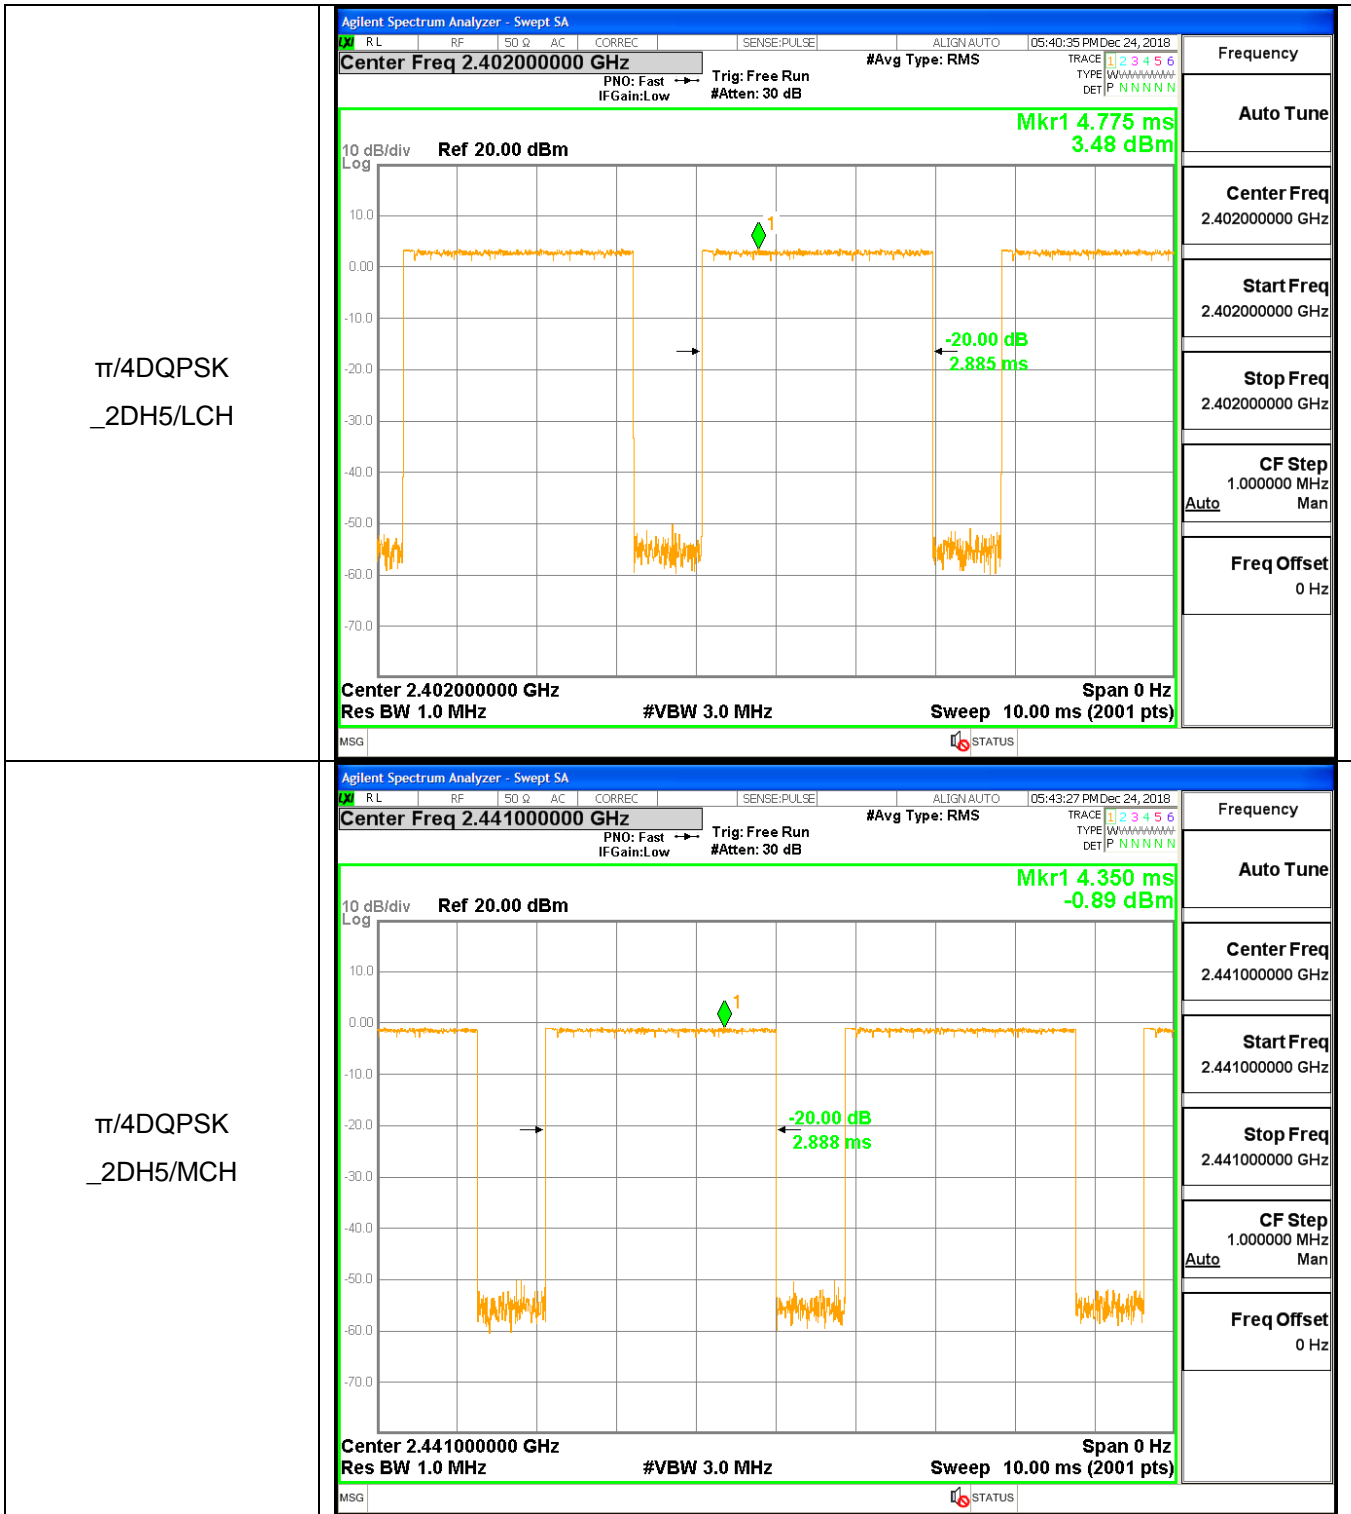 π/4DQPSK
_2DH5/LCH
Agilent Spectrum Analyzer - Swept SA
LXI RL RF 50 Ω AC CORREC SENSE:PULSE ALIGN AUTO 05:40:35 PM Dec 24, 2018
Center Freq 2.402000000 GHz
#Avg Type: RMS
TRACE 1 2 3 4 5 6
PNO: Fast Trig: Free Run
TYPE
IFGain:Low #Atten: 30 dB
DET P N N N N N
Mkr1 4.775 ms
3.48 dBm
10 dB/div Ref 20.00 dBm
Log
10.0
1
0.00
-10.0
-20.00 dB
-20.0
2.885 ms
-30.0
-40.0
-50.0
-60.0
-70.0
Center 2.402000000 GHz Span 0 Hz
Res BW 1.0 MHz #VBW 3.0 MHz Sweep 10.00 ms (2001 pts)
MSG STATUS
Frequency
Auto Tune
Center Freq
2.402000000 GHz
Start Freq
2.402000000 GHz
Stop Freq
2.402000000 GHz
CF Step
1.000000 MHz
Auto Man
Freq Offset
0 Hz
π/4DQPSK
_2DH5/MCH
Agilent Spectrum Analyzer - Swept SA
LXI RL RF 50 Ω AC CORREC SENSE:PULSE ALIGN AUTO 05:43:27 PM Dec 24, 2018
Center Freq 2.441000000 GHz
#Avg Type: RMS
TRACE 1 2 3 4 5 6
PNO: Fast Trig: Free Run
TYPE
IFGain:Low #Atten: 30 dB
DET P N N N N N
Mkr1 4.350 ms
-0.89 dBm
10 dB/div Ref 20.00 dBm
Log
10.0
1
0.00
-10.0
-20.00 dB
-20.0
2.888 ms
-30.0
-40.0
-50.0
-60.0
-70.0
Center 2.441000000 GHz Span 0 Hz
Res BW 1.0 MHz #VBW 3.0 MHz Sweep 10.00 ms (2001 pts)
MSG STATUS
Frequency
Auto Tune
Center Freq
2.441000000 GHz
Start Freq
2.441000000 GHz
Stop Freq
2.441000000 GHz
CF Step
1.000000 MHz
Auto Man
Freq Offset
0 Hz